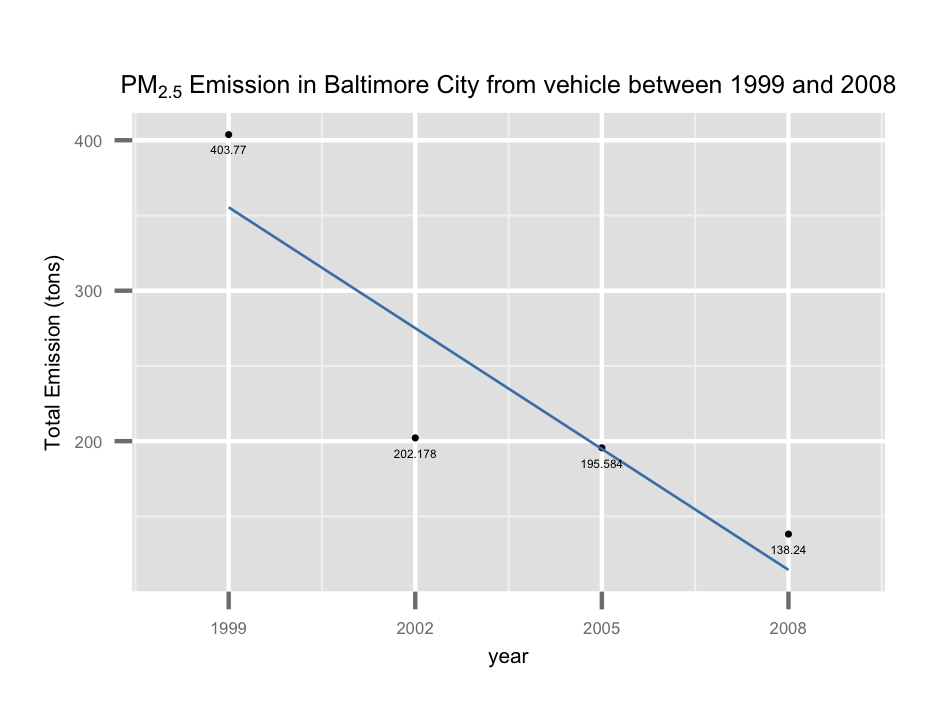 PM2.5 Emission in Baltimore City from vehicle between 1999 and 2008
400
403.77
300
Total Emission (tons)
200
202.178
195.584
138.24
1999 2002 2005 2008
year